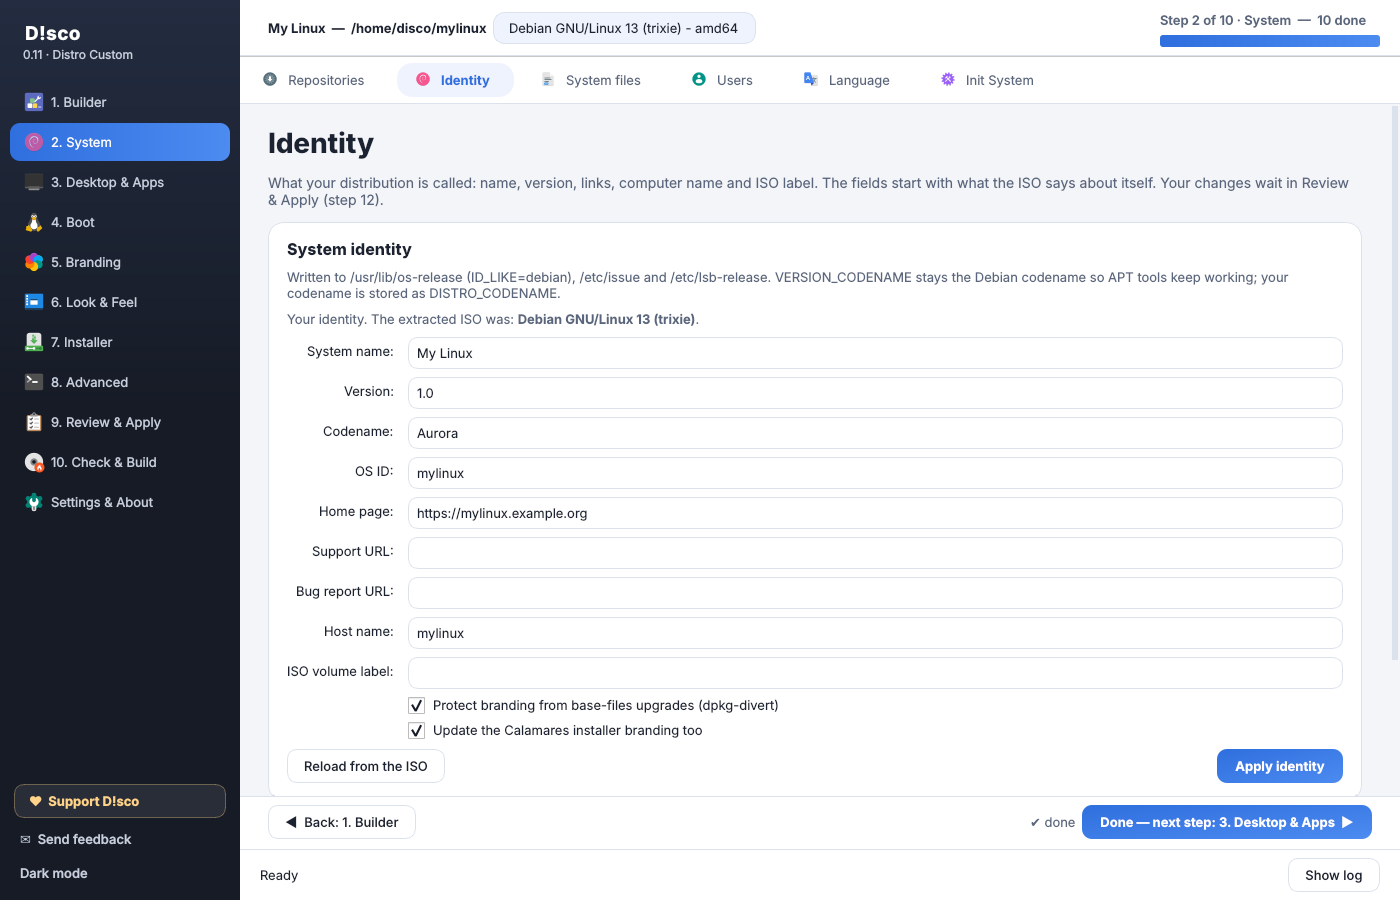 D!sco
0.11 · Distro Custom
1. Builder
2. System
3. Desktop & Apps
4. Boot
5. Branding
6. Look & Feel
7. Installer
8. Advanced
9. Review & Apply
10. Check & Build
Settings & About
Support D!sco
Send feedback
Dark mode
My Linux — /home/disco/mylinux
Debian GNU/Linux 13 (trixie) - amd64
Step 2 of 10 · System — 10 done
Repositories
Identity
System files
Users
Language
Init System
Identity
What your distribution is called: name, version, links, computer name and ISO label. The fields start with what the ISO says about itself. Your changes wait in Review
& Apply (step 12).
System identity
Written to /usr/lib/os-release (ID_LIKE=debian), /etc/issue and /etc/lsb-release. VERSION_CODENAME stays the Debian codename so APT tools keep working; your
codename is stored as DISTRO_CODENAME.
Your identity. The extracted ISO was: Debian GNU/Linux 13 (trixie).
System name: My Linux
Version: 1.0
Codename: Aurora
OS ID: mylinux
Home page: https://mylinux.example.org
Support URL:
Bug report URL:
Host name: mylinux
ISO volume label:
Protect branding from base-files upgrades (dpkg-divert)
Update the Calamares installer branding too
Reload from the ISO
Apply identity
◀ Back: 1. Builder
✔ done
Done — next step: 3. Desktop & Apps ▶
Ready
Show log